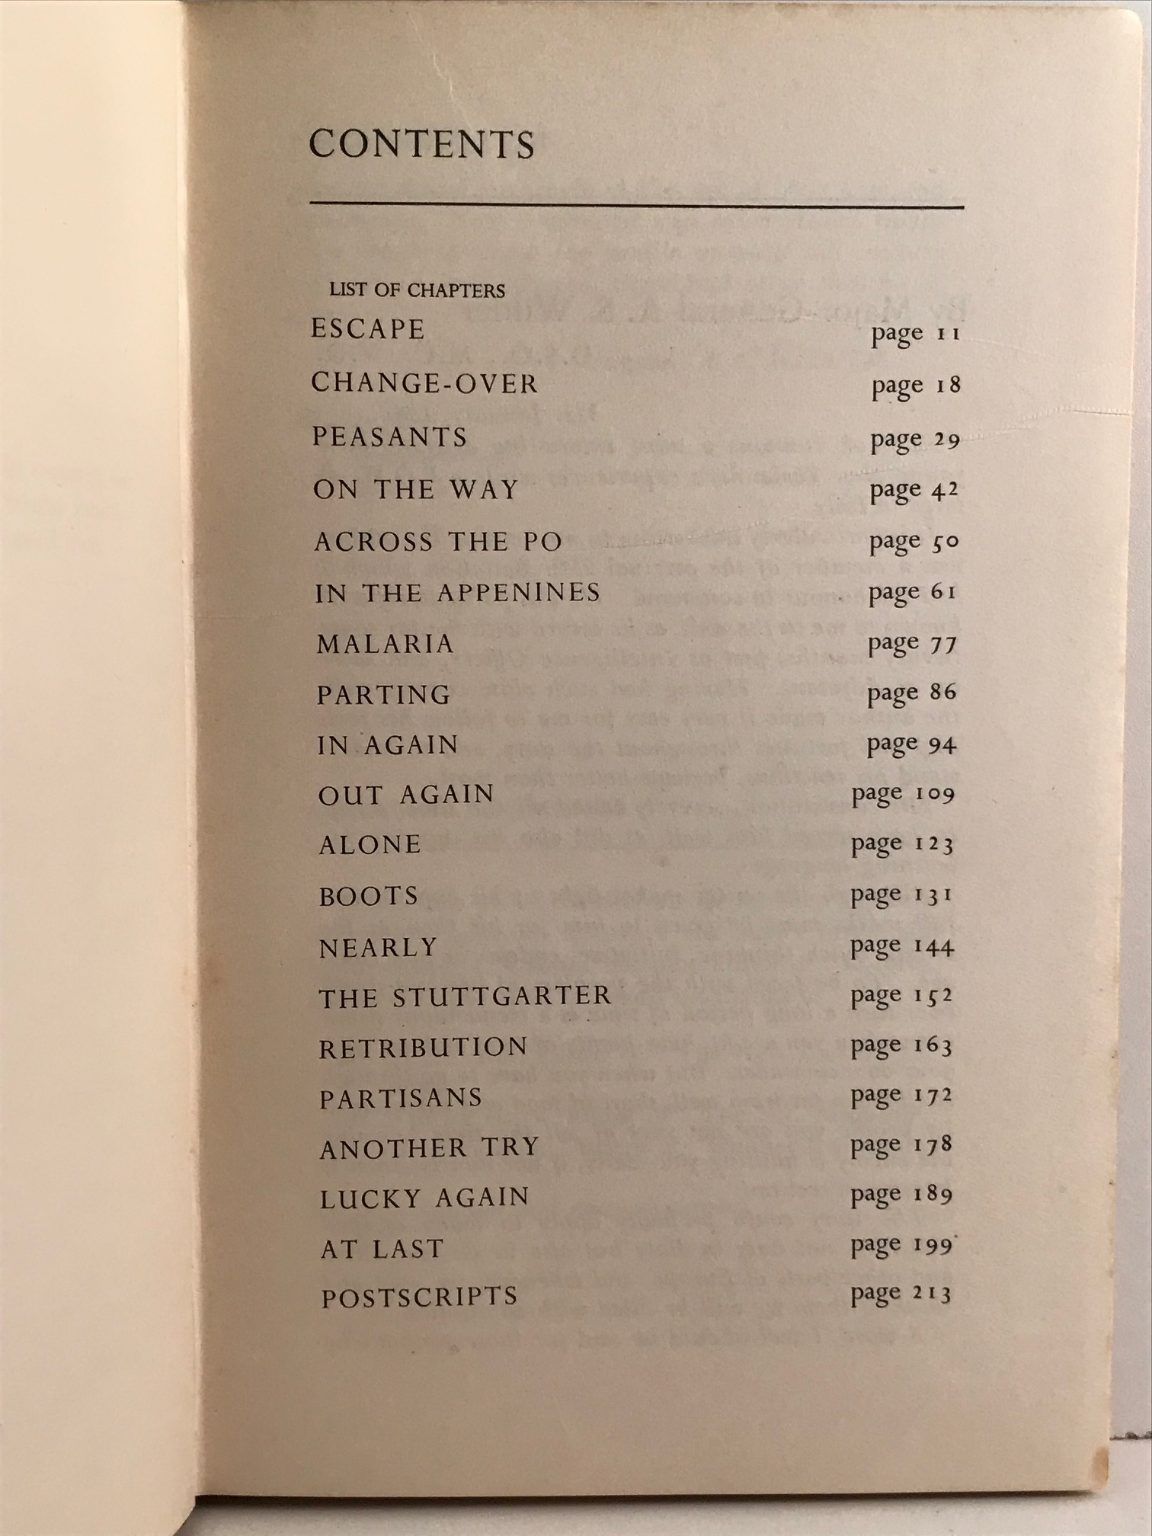 CONTENTS
LIST OF CHAPTERS
ESCAPE page 11
CHANGE-OVER page 18
PEASANTS page 29
ON THE WAY page 42
ACROSS THE PO page 50
IN THE APPENINES page 61
MALARIA page 77
PARTING page 86
IN AGAIN page 94
OUT AGAIN page 109
ALONE page 123
BOOTS page 131
NEARLY page 144
THE STUTTGARTER page 152
RETRIBUTION page 163
PARTISANS page 172
ANOTHER TRY page 178
LUCKY AGAIN page 189
AT LAST page 199
POSTSCRIPTS page 213